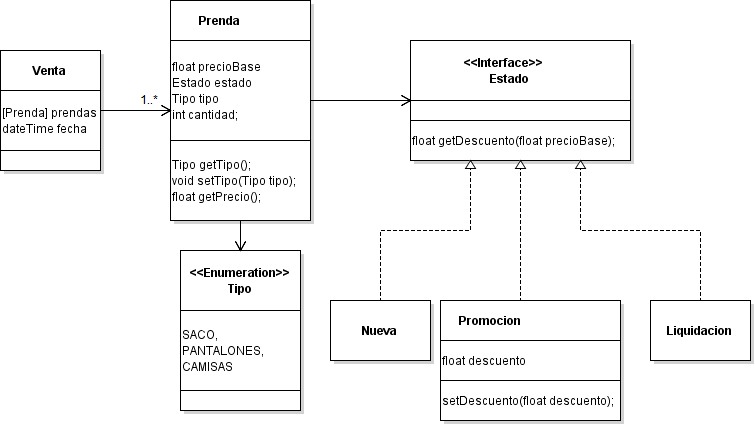 Venta
[Prenda] prendas
dateTime fecha
1..*
Prenda
float precioBase
Estado estado
Tipo tipo
int cantidad;
Tipo getTipo();
void setTipo(Tipo tipo);
float getPrecio();
<<Interface>>
Estado
float getDescuento(float precioBase);
<<Enumeration>>
Tipo
SACO,
PANTALONES,
CAMISAS
Nueva
Promocion
float descuento
setDescuento(float descuento);
Liquidacion